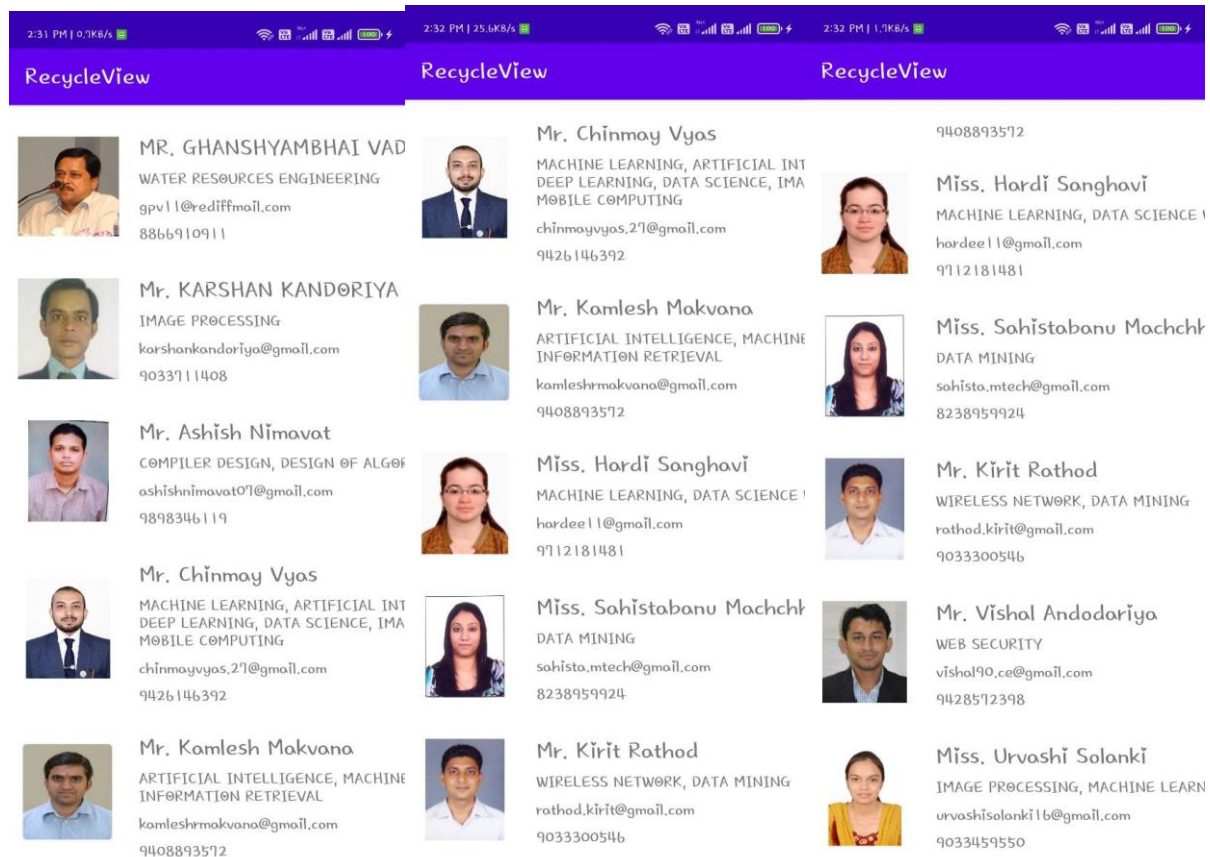 2:31 PM | 0.9KB/s
RecycleView
MR. GHANSHYAMBHAI VAD
WATER RESOURCES ENGINEERING
gpv11@rediffmail.com
8866910911
Mr. KARSHAN KANDORIYA
IMAGE PROCESSING
karshankandoriya@gmail.com
9033911408
Mr. Ashish Nimavat
COMPILER DESIGN, DESIGN OF ALGOR
ashishnimavat09@gmail.com
9898346119
Mr. Chinmay Vyas
MACHINE LEARNING, ARTIFICIAL INT
DEEP LEARNING, DATA SCIENCE, IMA
MOBILE COMPUTING
chinmayvyas.29@gmail.com
9426146392
Mr. Kamlesh Makvana
ARTIFICIAL INTELLIGENCE, MACHINE
INFORMATION RETRIEVAL
kamleshrmakvana@gmail.com
9408893572
2:32 PM | 25.6KB/s
RecycleView
Mr. Chinmay Vyas
MACHINE LEARNING, ARTIFICIAL INT
DEEP LEARNING, DATA SCIENCE, IMA
MOBILE COMPUTING
chinmayvyas.29@gmail.com
9426146392
Mr. Kamlesh Makvana
ARTIFICIAL INTELLIGENCE, MACHINE
INFORMATION RETRIEVAL
kamleshrmakvana@gmail.com
9408893572
Miss. Hardi Sanghavi
MACHINE LEARNING, DATA SCIENCE
hardee11@gmail.com
9712181481
Miss. Sahistabanu Machchh
DATA MINING
sahista.mtech@gmail.com
8238959924
Mr. Kirit Rathod
WIRELESS NETWORK, DATA MINING
rathod.kirit@gmail.com
9033300546
2:32 PM | 1.9KB/s
RecycleView
9408893572
Miss. Hardi Sanghavi
MACHINE LEARNING, DATA SCIENCE
hardee11@gmail.com
9712181481
Miss. Sahistabanu Machchh
DATA MINING
sahista.mtech@gmail.com
8238959924
Mr. Kirit Rathod
WIRELESS NETWORK, DATA MINING
rathod.kirit@gmail.com
9033300546
Mr. Vishal Andodariya
WEB SECURITY
vishal90.ce@gmail.com
9428572398
Miss. Urvashi Solanki
IMAGE PROCESSING, MACHINE LEARN
urvashisolanki16@gmail.com
9033459550